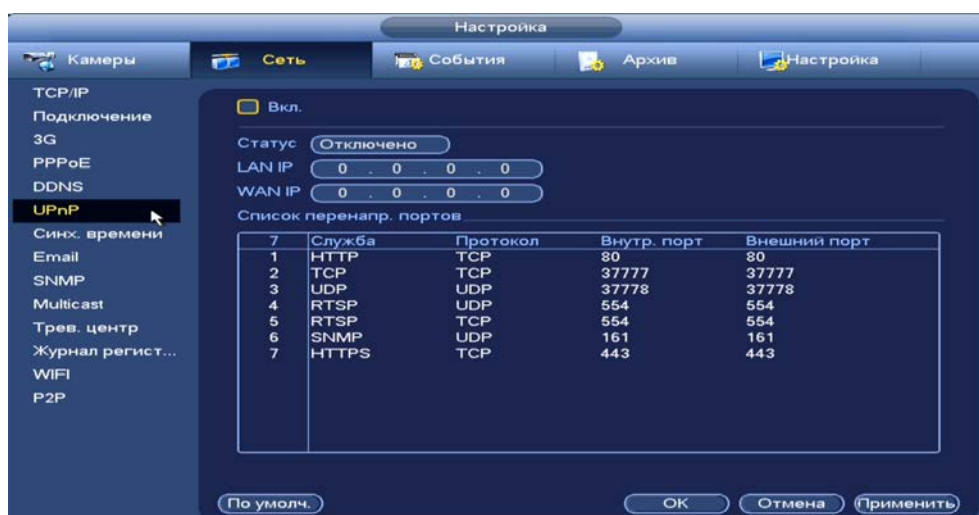 Настройка
Камеры Сеть События Архив Настройка
TCP/IP
Подключение
3G
PPPoE
DDNS
UPnP
Синх. времени
Email
SNMP
Multicast
Трев. центр
Журнал регист...
WIFI
P2P
Вкл.
Статус Отключено
LAN IP 0 . 0 . 0 . 0
WAN IP 0 . 0 . 0 . 0
Список перенапр. портов
7 Служба Протокол Внутр. порт Внешний порт
1 HTTP TCP 80 80
2 TCP TCP 37777 37777
3 UDP UDP 37778 37778
4 RTSP UDP 554 554
5 RTSP TCP 554 554
6 SNMP UDP 161 161
7 HTTPS TCP 443 443
По умолч. OK Отмена Применить